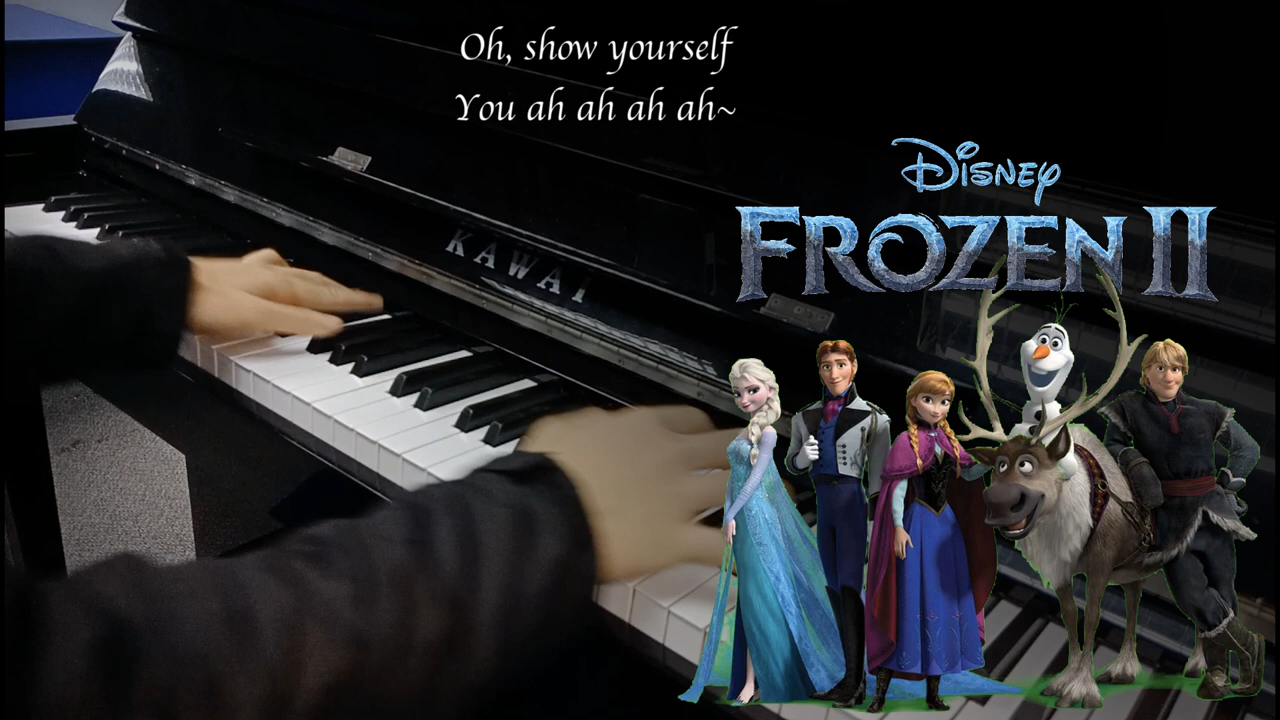 Oh, show yourself
You ah ah ah ah~
Disney
FROZEN II
KAWAI